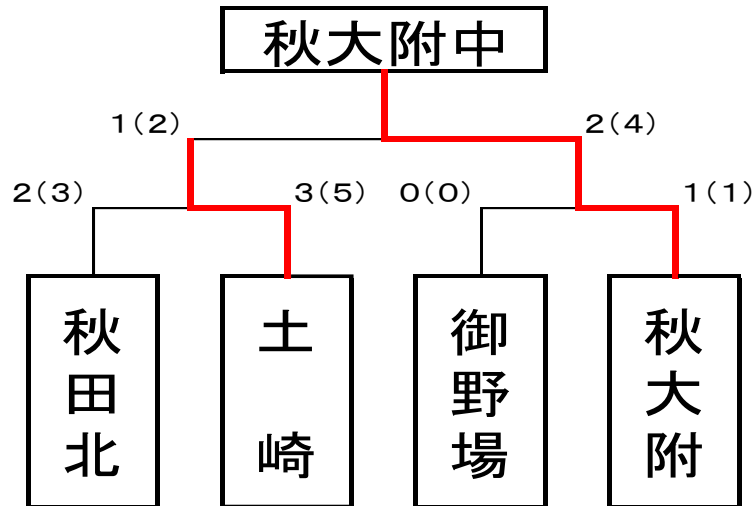 秋大附中
1(2)
2(4)
2(3)
3(5)
0(0)
1(1)
秋田北
土崎
御野場
秋大附